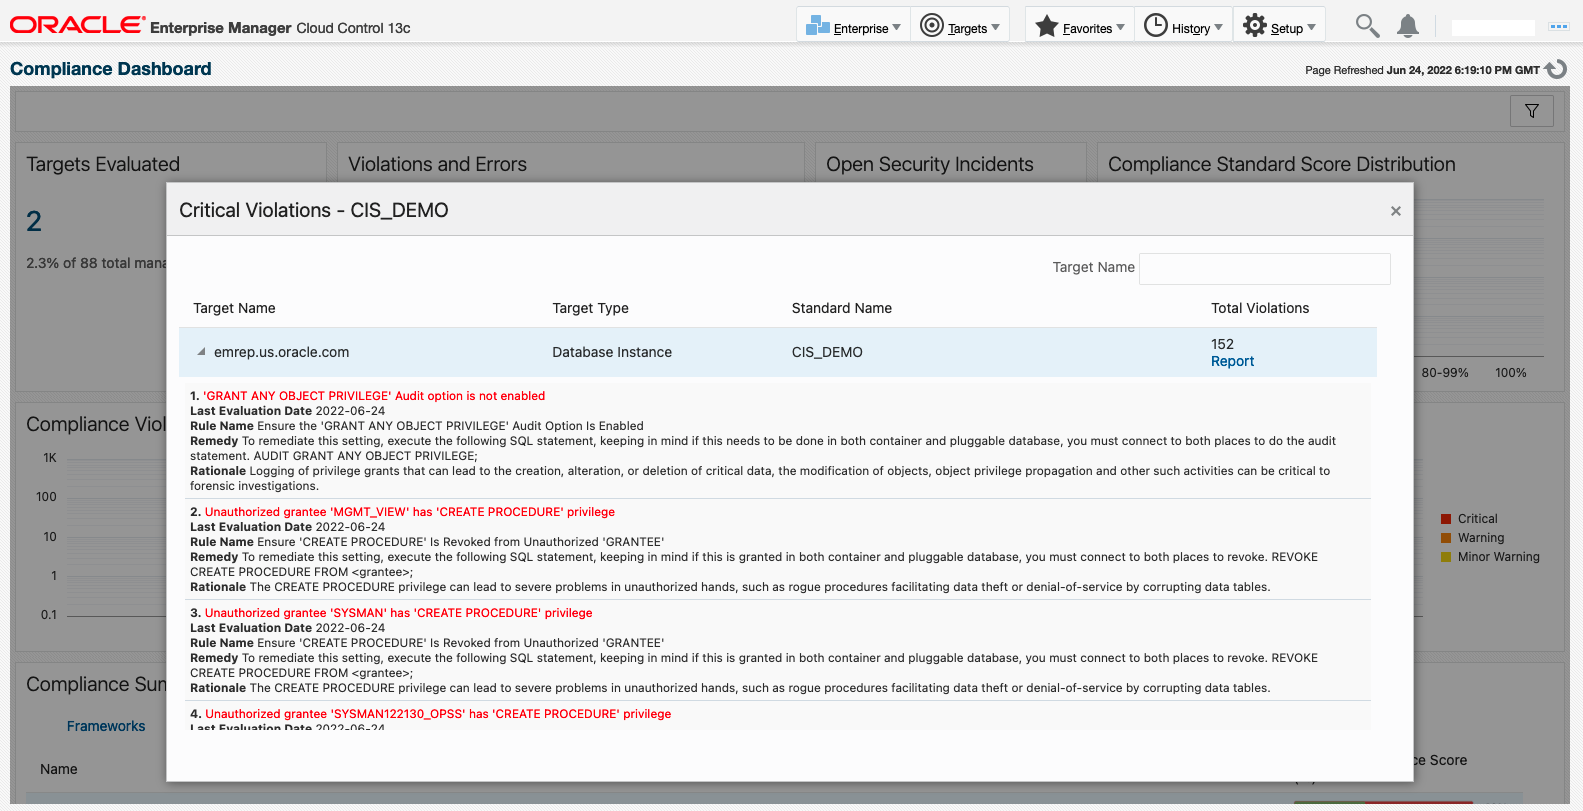 ORACLE Enterprise Manager Cloud Control 13c
Enterprise
Targets
Favorites
History
Setup
Compliance Dashboard
Page Refreshed Jun 24, 2022 6:19:10 PM GMT
Targets Evaluated
Violations and Errors
Open Security Incidents
Compliance Standard Score Distribution
2
2.3% of 88 total mana
80-99%
100%
Critical Violations - CIS_DEMO
×
Target Name
Target Name
Target Type
Standard Name
Total Violations
emrep.us.oracle.com
Database Instance
CIS_DEMO
152
Report
1. 'GRANT ANY OBJECT PRIVILEGE' Audit option is not enabled
Last Evaluation Date 2022-06-24
Rule Name Ensure the 'GRANT ANY OBJECT PRIVILEGE' Audit Option Is Enabled
Remedy To remediate this setting, execute the following SQL statement, keeping in mind if this needs to be done in both container and pluggable database, you must connect to both places to do the audit
statement. AUDIT GRANT ANY OBJECT PRIVILEGE;
Rationale Logging of privilege grants that can lead to the creation, alteration, or deletion of critical data, the modification of objects, object privilege propagation and other such activities can be critical to
forensic investigations.
2. Unauthorized grantee 'MGMT_VIEW' has 'CREATE PROCEDURE' privilege
Last Evaluation Date 2022-06-24
Rule Name Ensure 'CREATE PROCEDURE' Is Revoked from Unauthorized 'GRANTEE'
Remedy To remediate this setting, execute the following SQL statement, keeping in mind if this is granted in both container and pluggable database, you must connect to both places to revoke. REVOKE
CREATE PROCEDURE FROM <grantee>;
Rationale The CREATE PROCEDURE privilege can lead to severe problems in unauthorized hands, such as rogue procedures facilitating data theft or denial-of-service by corrupting data tables.
3. Unauthorized grantee 'SYSMAN' has 'CREATE PROCEDURE' privilege
Last Evaluation Date 2022-06-24
Rule Name Ensure 'CREATE PROCEDURE' Is Revoked from Unauthorized 'GRANTEE'
Remedy To remediate this setting, execute the following SQL statement, keeping in mind if this is granted in both container and pluggable database, you must connect to both places to revoke. REVOKE
CREATE PROCEDURE FROM <grantee>;
Rationale The CREATE PROCEDURE privilege can lead to severe problems in unauthorized hands, such as rogue procedures facilitating data theft or denial-of-service by corrupting data tables.
4. Unauthorized grantee 'SYSMAN122130_OPSS' has 'CREATE PROCEDURE' privilege
Last Evaluation Date 2022-06-24
Compliance Viol
1K
100
10
1
0.1
Critical
Warning
Minor Warning
Compliance Sum
Frameworks
Name
ce Score